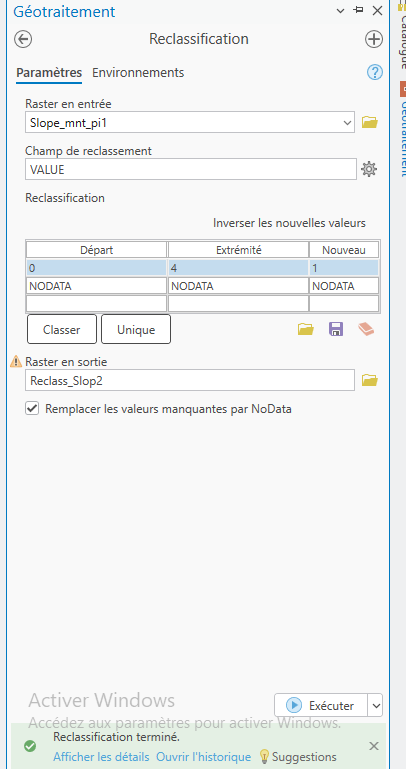 Géotraitement
Reclassification
Paramètres Environnements
Raster en entrée
Slope_mnt_pi1
Champ de reclassement
VALUE
Reclassification
Inverser les nouvelles valeurs
Départ Extrémité Nouveau
0 4 1
NODATA NODATA NODATA
Classer Unique
Raster en sortie
Reclass_Slop2
Remplacer les valeurs manquantes par NoData
Activer Windows
Exécuter
Accédez aux paramètres pour activer Windows.
Reclassification terminé.
Afficher les détails Ouvrir l'historique Suggestions
Catalogue
Géotraitement